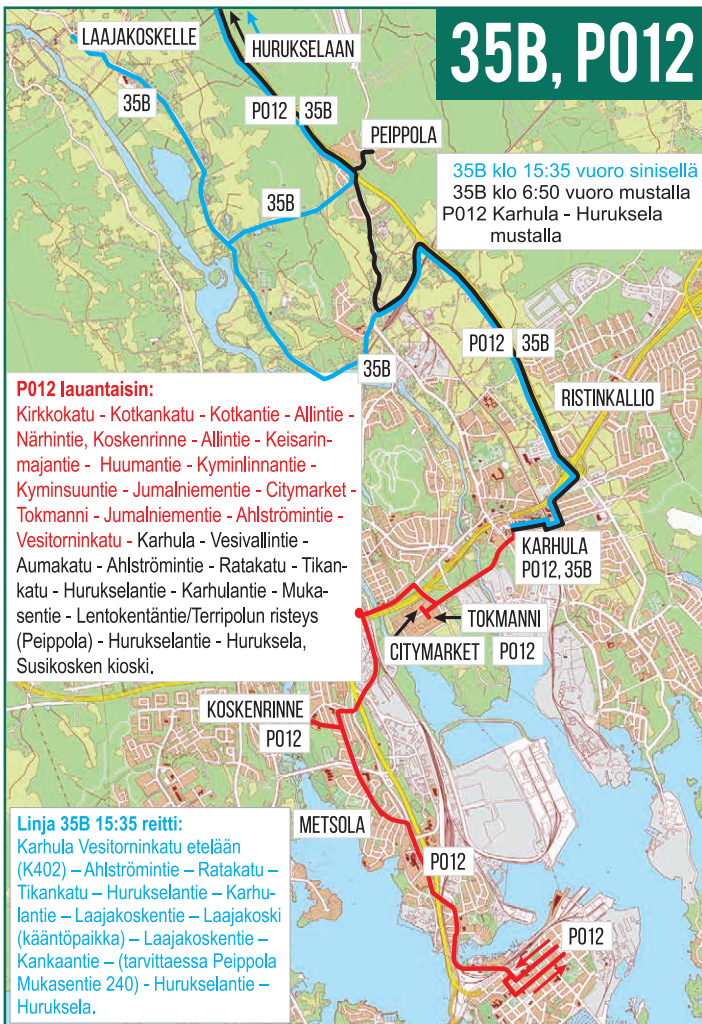 LAAJAKOSKELLE
HURUKSELAAN
35B, P012
35B
P012 35B
PEIPPOLA
35B klo 15:35 vuoro sinisellä
35B klo 6:50 vuoro mustalla
P012 Karhula - Huruksela
mustalla
35B
P012 35B
35B
RISTINKALLIO
P012 lauantaisin:
Kirkkokatu - Kotkankatu - Kotkantie - Allintie -
Närhintie, Koskenrinne - Allintie - Keisarin-
majantie - Huumantie - Kyminlinnantie -
Kyminsuuntie - Jumalniementie - Citymarket -
Tokmanni - Jumalniementie - Ahlströmintie -
Vesitorninkatu - Karhula - Vesivallintie -
Aumakatu - Ahlströmintie - Ratakatu - Tikan-
katu - Hurukselantie - Karhulantie - Muka-
sentie - Lentokentäntie/Terripolun risteys
(Peippola) - Hurukselantie - Huruksela,
Susikosken kioski.
KARHULA
P012, 35B
TOKMANNI
CITYMARKET P012
KOSKENRINNE
P012
METSOLA
P012
P012
Linja 35B 15:35 reitti:
Karhula Vesitorninkatu etelään
(K402) – Ahlströmintie – Ratakatu –
Tikankatu – Hurukselantie – Karhu-
lantie – Laajakoskentie – Laajakoski
(kääntöpaikka) – Laajakoskentie –
Kankaantie – (tarvittaessa Peippola
Mukasentie 240) - Hurukselantie –
Huruksela.